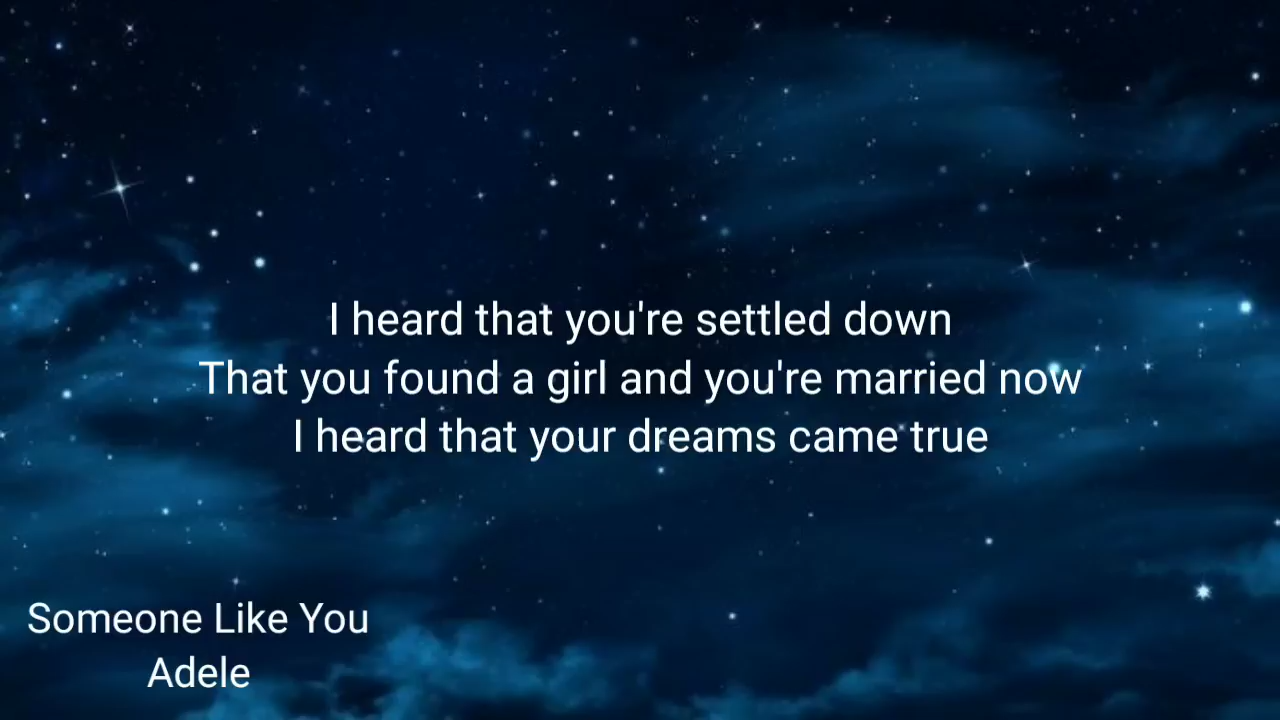 I heard that you're settled down
That you found a girl and you're married now
I heard that your dreams came true
Someone Like You
Adele